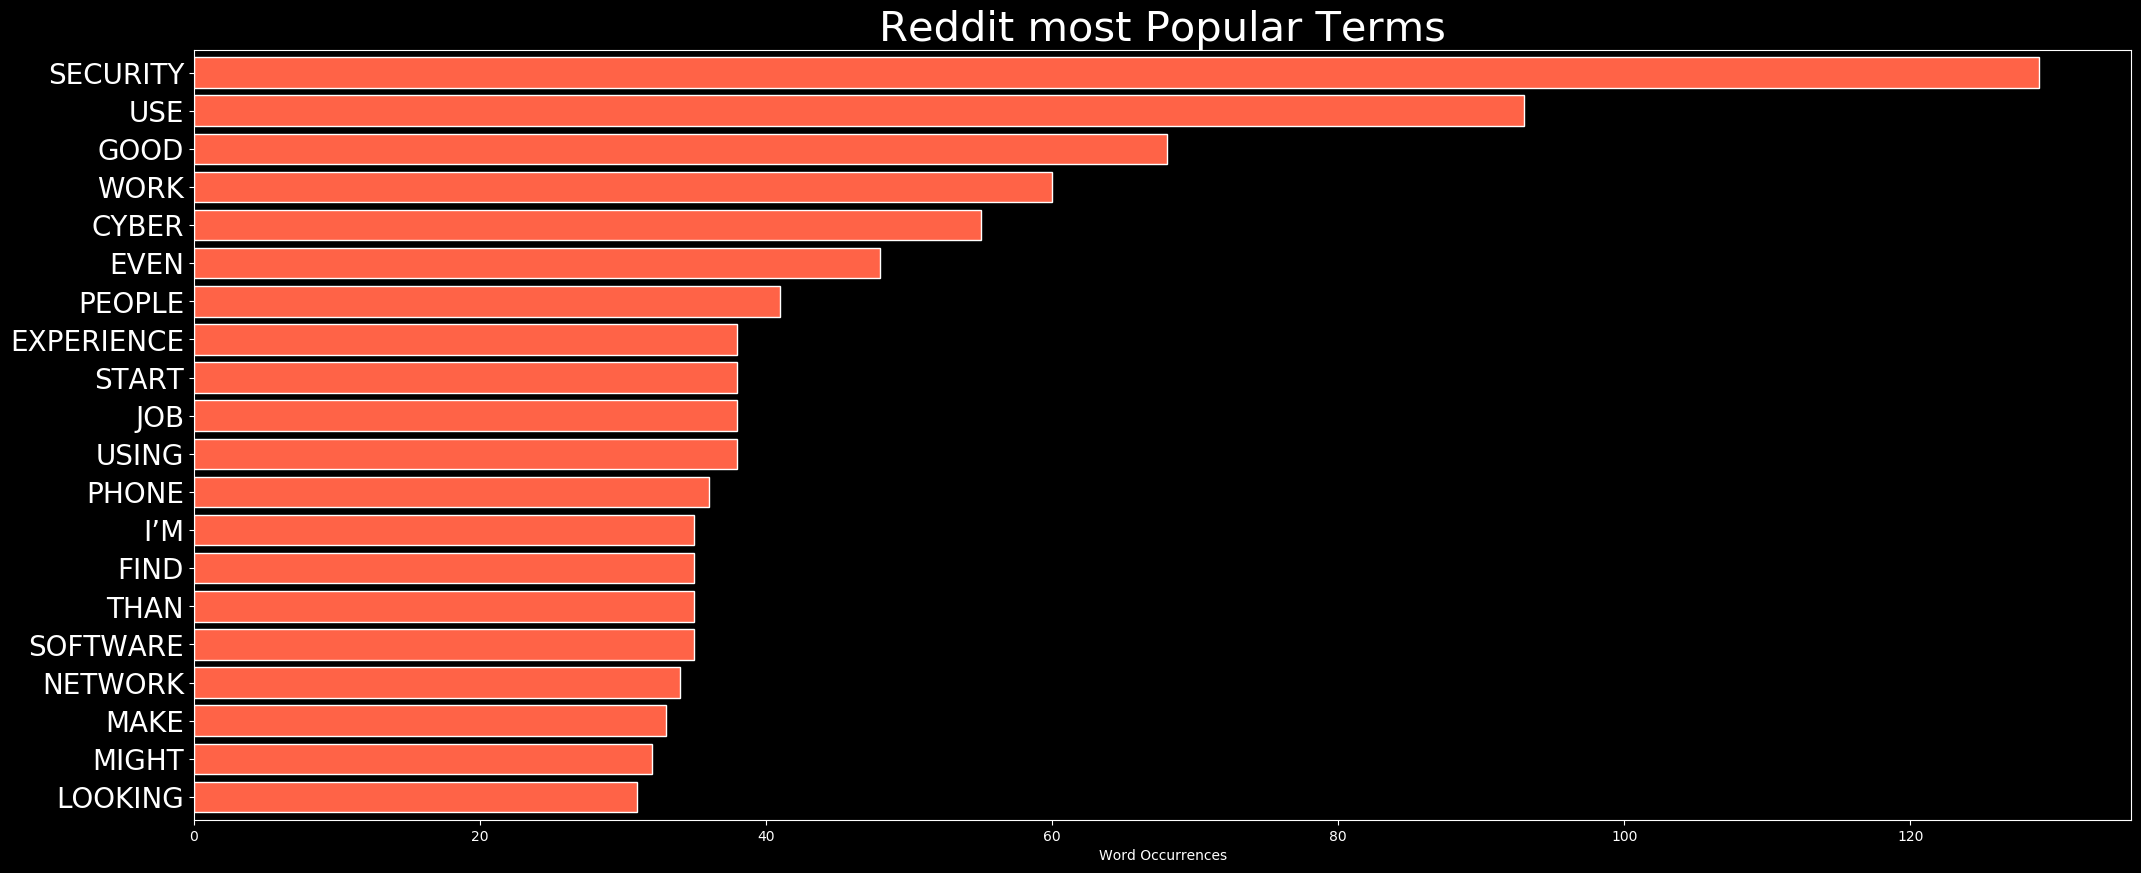 Reddit most Popular Terms
SECURITY
USE
GOOD
WORK
CYBER
EVEN
PEOPLE
EXPERIENCE
START
JOB
USING
PHONE
I’M
FIND
THAN
SOFTWARE
NETWORK
MAKE
MIGHT
LOOKING
0 20 40 60 80 100 120
Word Occurrences